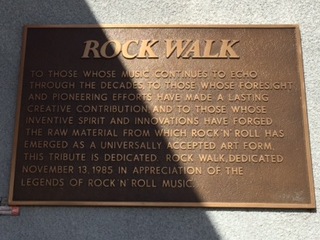 ROCK WALK
TO THOSE WHOSE MUSIC CONTINUES TO ECHO
THROUGH THE DECADES, TO THOSE WHOSE FORESIGHT
AND PIONEERING EFFORTS HAVE MADE A LASTING
CREATIVE CONTRIBUTION AND TO THOSE WHOSE
INVENTIVE SPIRIT AND INNOVATIONS HAVE FORGED
THE RAW MATERIAL FROM WHICH ROCK'N'ROLL HAS
EMERGED AS A UNIVERSALLY ACCEPTED ART FORM.
THIS TRIBUTE IS DEDICATED. ROCK WALK, DEDICATED
NOVEMBER 13, 1985 IN APPRECIATION OF THE
LEGENDS OF ROCK'N'ROLL MUSIC.